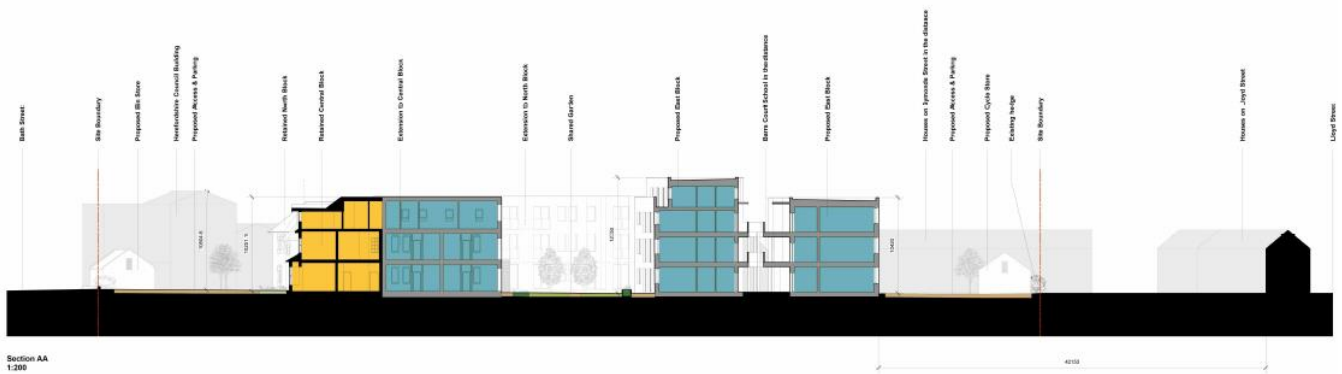 Bath Street
Site Boundary
Proposed Bin Store
Herefordshire Council Building
Proposed Access & Parking
Retained North Block
Retained Central Block
Extension to Central Block
Extension to North Block
Shared Garden
Proposed East Block
Barrs Court School in the distance
Proposed East Block
Houses on Symonds Street in the distance
Proposed Access & Parking
Proposed Cycle Store
Existing hedge
Site Boundary
Houses on Lloyd Street
Lloyd Street
Section AA
1:200